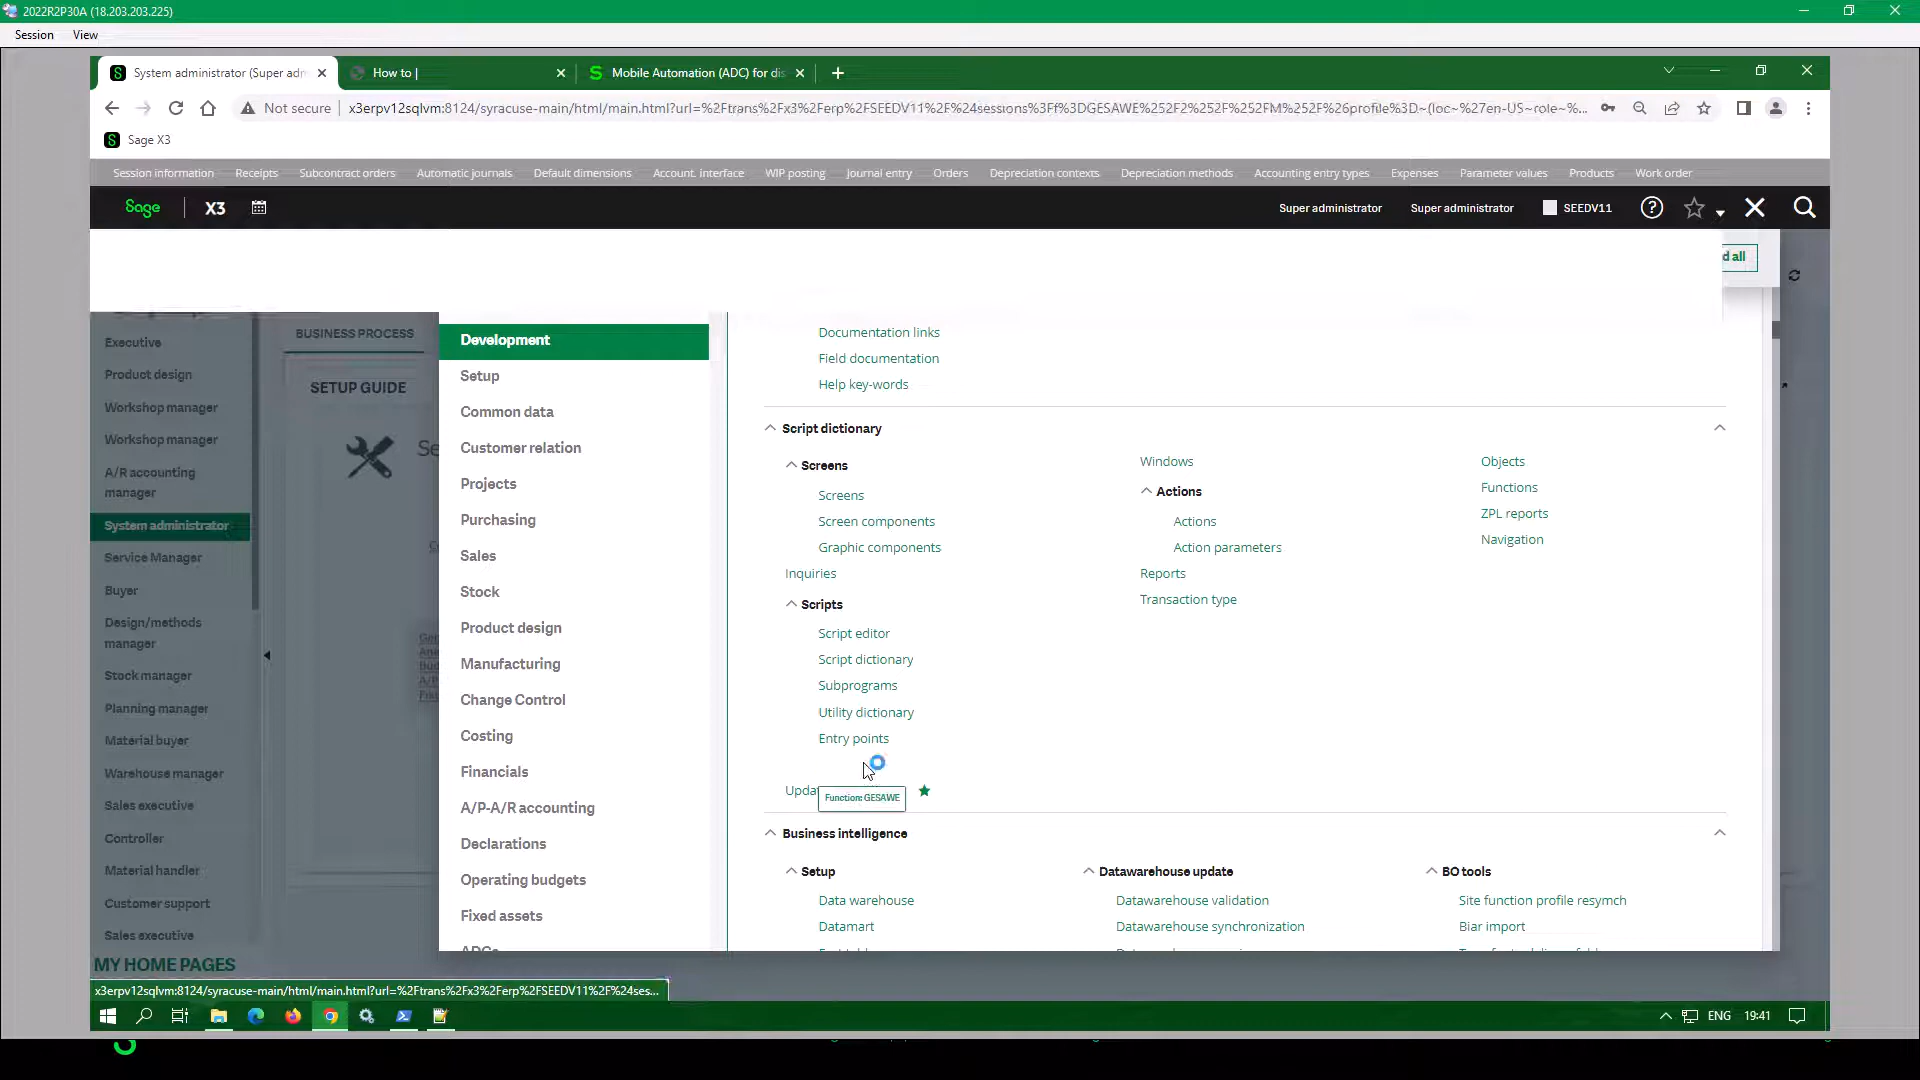 2022R2P30A (18.203.203.225)
Session View
System administrator (Super adm
How to |
Mobile Automation (ADC) for dis
Not secure
x3erpv12sqlvm:8124/syracuse-main/html/main.html?url=%2Ftrans%2Fx3%2Ferp%2FSEEDV11%2F%24sessions%3Ff%3DGESAWE%252F2%252F%252FM%252F%26profile%3D~(loc~%27en-US~role~%...
Sage X3
Session information Receipts Subcontract orders Automatic journals Default dimensions Account. interface WIP posting Journal entry Orders Depreciation contexts Depreciation methods Accounting entry types Expenses Parameter values Products Work order
Sage X3
Super administrator Super administrator SEEDV11
d all
Executive
Product design
Workshop manager
Workshop manager
A/R accounting
manager
System administrator
Service Manager
Buyer
Design/methods
manager
Stock manager
Planning manager
Material buyer
Warehouse manager
Sales executive
Controller
Material handler
Customer support
Sales executive
MY HOME PAGES
BUSINESS PROCESS
SETUP GUIDE
Se
Development
Setup
Common data
Customer relation
Projects
Purchasing
Sales
Stock
Product design
Manufacturing
Change Control
Costing
Financials
A/P-A/R accounting
Declarations
Operating budgets
Fixed assets
ADCs
Documentation links
Field documentation
Help key-words
Script dictionary
Screens
Screens
Screen components
Graphic components
Inquiries
Scripts
Script editor
Script dictionary
Subprograms
Utility dictionary
Entry points
Upda
Function: GESAWE
Windows
Actions
Actions
Action parameters
Reports
Transaction type
Objects
Functions
ZPL reports
Navigation
Business intelligence
Setup
Data warehouse
Datamart
Datawarehouse update
Datawarehouse validation
Datawarehouse synchronization
BO tools
Site function profile resymch
Biar import
x3erpv12sqlvm:8124/syracuse-main/html/main.html?url=%2Ftrans%2Fx3%2Ferp%2FSEEDV11%2F%24ses...
ENG 19:41